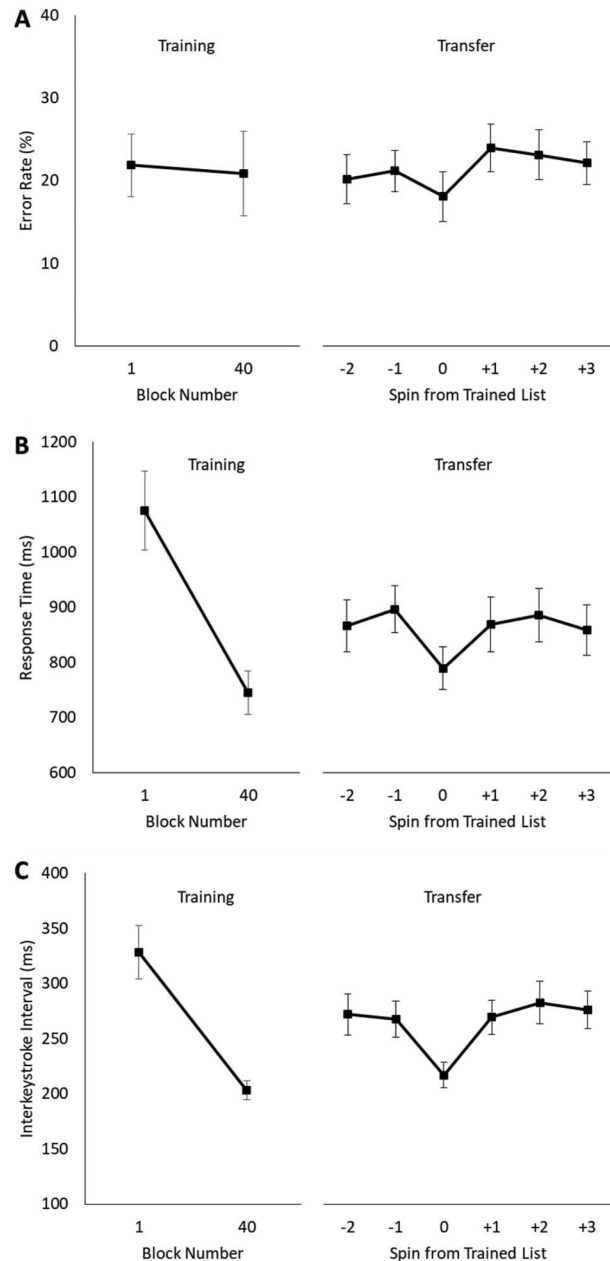 A
Training Transfer
40
30
20
10
0
Error Rate (%)
1 40 -2 -1 0 +1 +2 +3
Block Number Spin from Trained List
B
Training Transfer
1200
1100
1000
900
800
700
600
Response Time (ms)
1 40 -2 -1 0 +1 +2 +3
Block Number Spin from Trained List
C
Training Transfer
400
350
300
250
200
150
100
Interkeystroke Interval (ms)
1 40 -2 -1 0 +1 +2 +3
Block Number Spin from Trained List